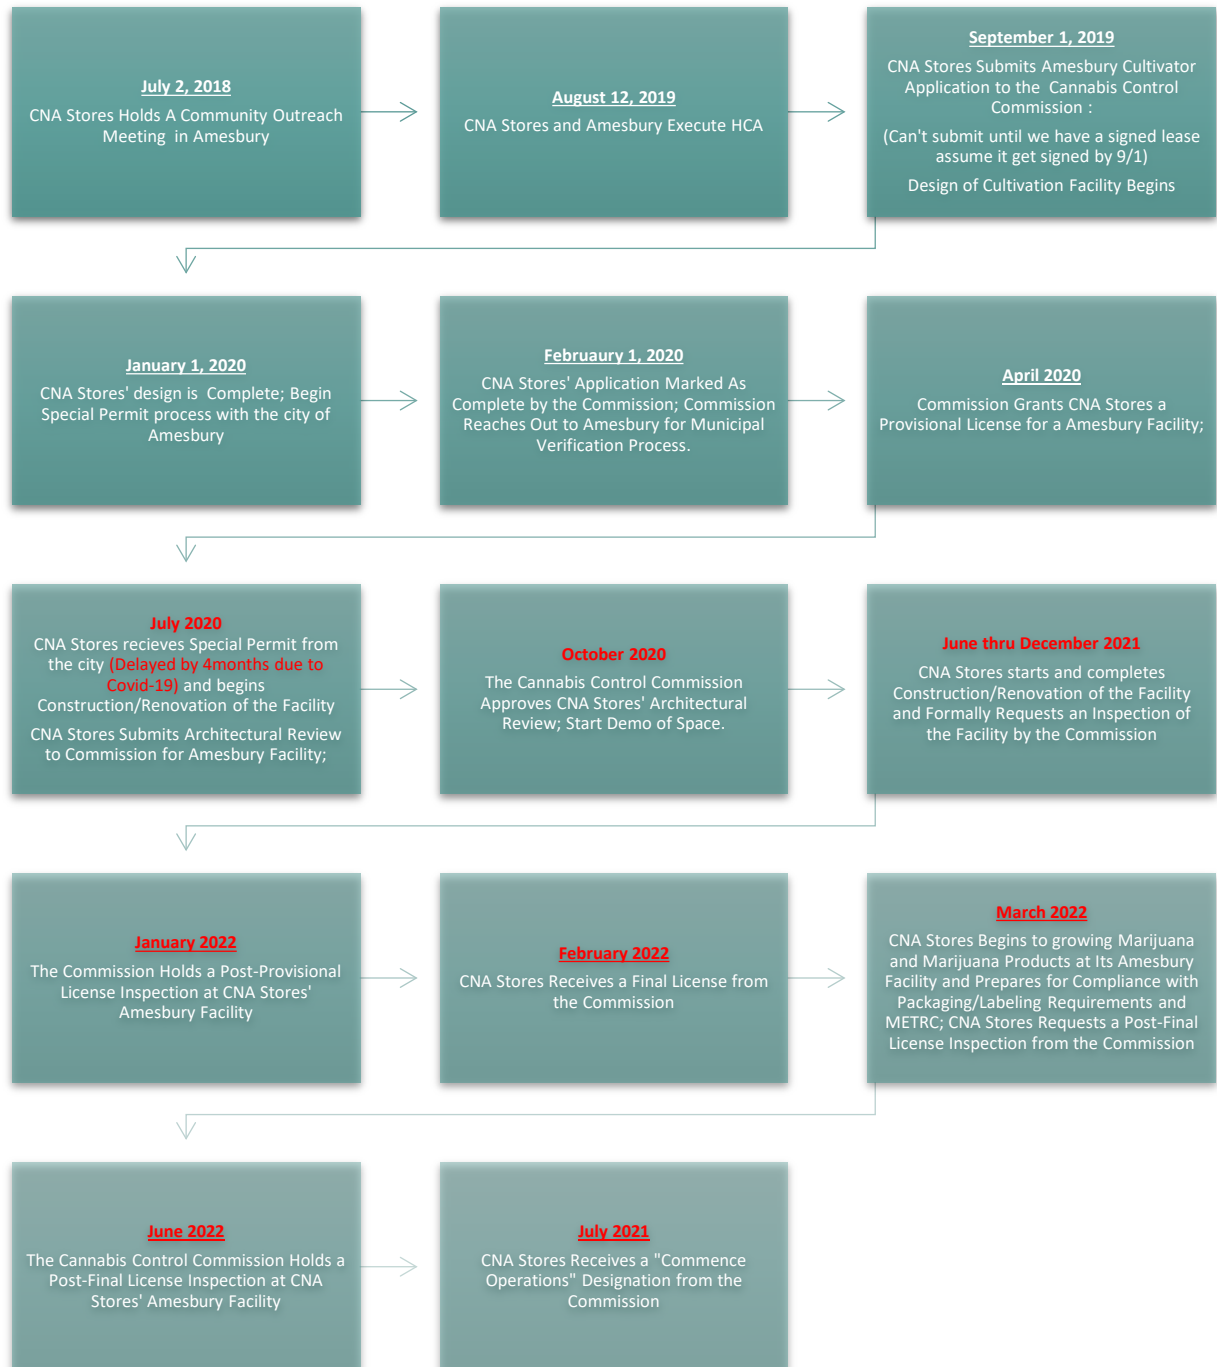 July 2, 2018
CNA Stores Holds A Community Outreach
Meeting in Amesbury
August 12, 2019
CNA Stores and Amesbury Execute HCA
September 1, 2019
CNA Stores Submits Amesbury Cultivator
Application to the Cannabis Control
Commission :
(Can't submit until we have a signed lease
assume it get signed by 9/1)
Design of Cultivation Facility Begins
January 1, 2020
CNA Stores' design is Complete; Begin
Special Permit process with the city of
Amesbury
Februaury 1, 2020
CNA Stores' Application Marked As
Complete by the Commission; Commission
Reaches Out to Amesbury for Municipal
Verification Process.
April 2020
Commission Grants CNA Stores a
Provisional License for a Amesbury Facility;
July 2020
CNA Stores recieves Special Permit from
the city (Delayed by 4months due to
Covid-19) and begins
Construction/Renovation of the Facility
CNA Stores Submits Architectural Review
to Commission for Amesbury Facility;
October 2020
The Cannabis Control Commission
Approves CNA Stores' Architectural
Review; Start Demo of Space.
June thru December 2021
CNA Stores starts and completes
Construction/Renovation of the Facility
and Formally Requests an Inspection of
the Facility by the Commission
January 2022
The Commission Holds a Post-Provisional
License Inspection at CNA Stores'
Amesbury Facility
February 2022
CNA Stores Receives a Final License from
the Commission
March 2022
CNA Stores Begins to growing Marijuana
and Marijuana Products at Its Amesbury
Facility and Prepares for Compliance with
Packaging/Labeling Requirements and
METRC; CNA Stores Requests a Post-Final
License Inspection from the Commission
June 2022
The Cannabis Control Commission Holds a
Post-Final License Inspection at CNA
Stores' Amesbury Facility
July 2021
CNA Stores Receives a "Commence
Operations" Designation from the
Commission